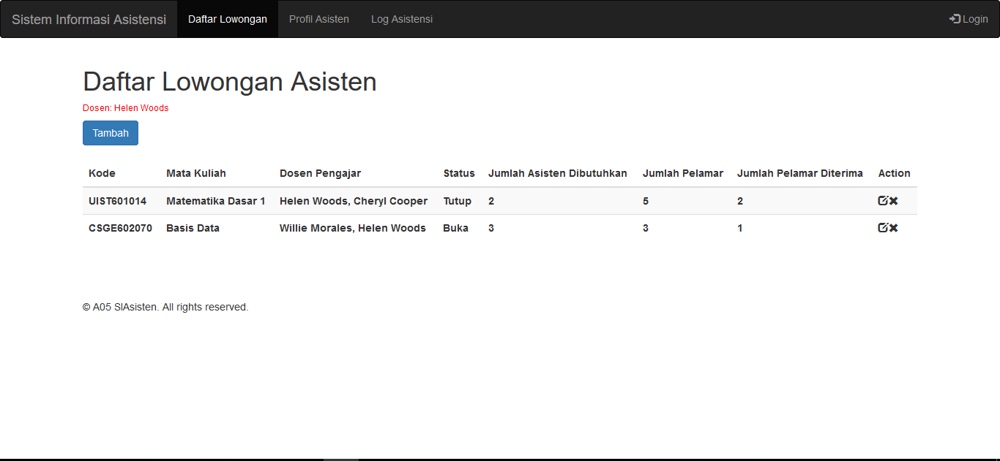 Sistem Informasi Asistensi Daftar Lowongan Profil Asisten Log Asistensi Login
Daftar Lowongan Asisten
Dosen: Helen Woods
Tambah
Kode Mata Kuliah Dosen Pengajar Status Jumlah Asisten Dibutuhkan Jumlah Pelamar Jumlah Pelamar Diterima Action
UIST601014 Matematika Dasar 1 Helen Woods, Cheryl Cooper Tutup 2 5 2
CSGE602070 Basis Data Willie Morales, Helen Woods Buka 3 3 1
© A05 SIAsisten. All rights reserved.